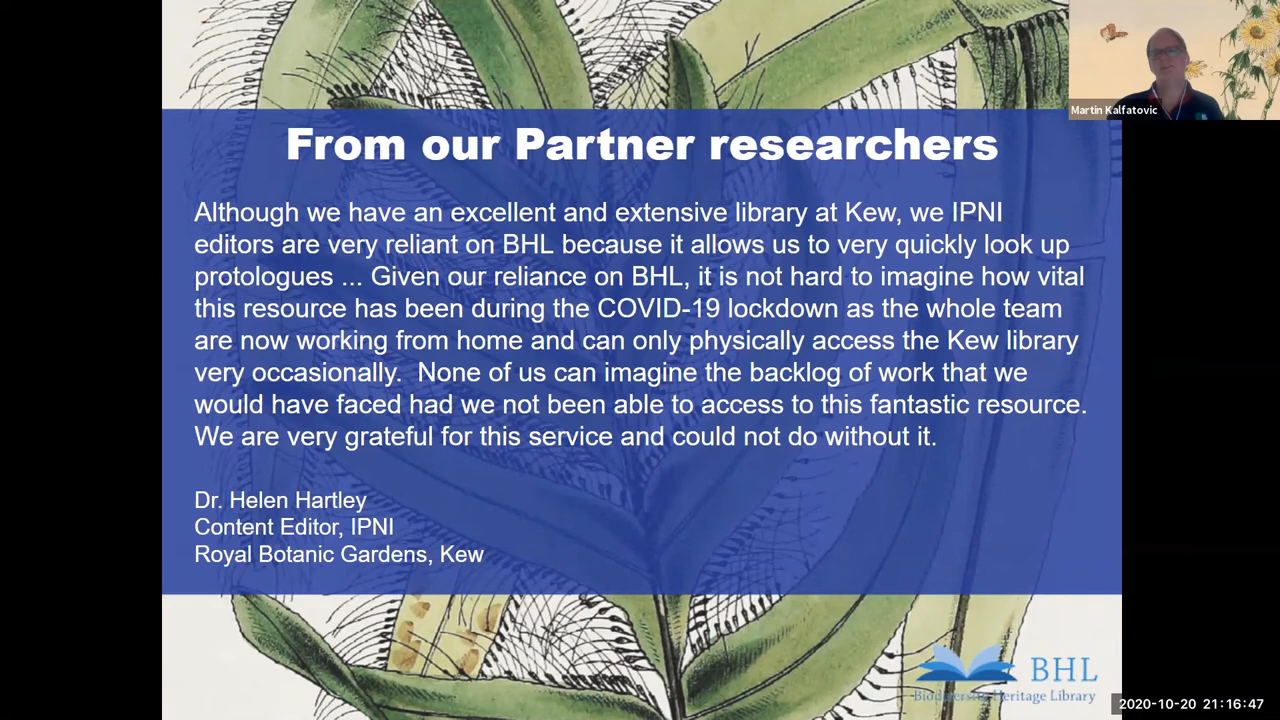 Martin Kalfatovic
From our Partner researchers
Although we have an excellent and extensive library at Kew, we IPNI
editors are very reliant on BHL because it allows us to very quickly look up
protologues ... Given our reliance on BHL, it is not hard to imagine how vital
this resource has been during the COVID-19 lockdown as the whole team
are now working from home and can only physically access the Kew library
very occasionally.  None of us can imagine the backlog of work that we
would have faced had we not been able to access to this fantastic resource.
We are very grateful for this service and could not do without it.
Dr. Helen Hartley
Content Editor, IPNI
Royal Botanic Gardens, Kew
BHL
Biodiversity Heritage Library
2020-10-20 21:16:47